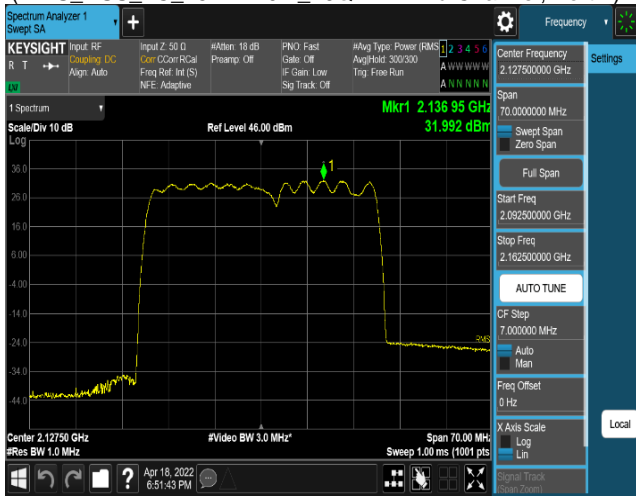 Spectrum Analyzer 1
Swept SA
+
Frequency
KEYSIGHT
R T
LXI
Input: RF
Coupling: DC
Align: Auto
Input Z: 50 Ω
Corr CCorr RCal
Freq Ref: Int (S)
NFE: Adaptive
#Atten: 18 dB
Preamp: Off
PNO: Fast
Gate: Off
IF Gain: Low
Sig Track: Off
#Avg Type: Power (RMS
Avg|Hold: 300/300
Trig: Free Run
1 2 3 4 5 6
A W W W W W
A N N N N N
1 Spectrum
Scale/Div 10 dB
Log
Ref Level 46.00 dBm
Mkr1 2.136 95 GHz
31.992 dBm
1
36.0
26.0
16.0
6.00
-4.00
-14.0
-24.0
-34.0
-44.0
RMS
Center 2.12750 GHz
#Res BW 1.0 MHz
#Video BW 3.0 MHz*
Span 70.00 MHz
Sweep 1.00 ms (1001 pts
?
Apr 18, 2022
6:51:43 PM
Center Frequency
2.127500000 GHz
Span
70.0000000 MHz
Swept Span
Zero Span
Full Span
Start Freq
2.092500000 GHz
Stop Freq
2.162500000 GHz
AUTO TUNE
CF Step
7.000000 MHz
Auto
Man
Freq Offset
0 Hz
X Axis Scale
Log
Lin
Signal Track
(Span Zoom)
Settings
Local